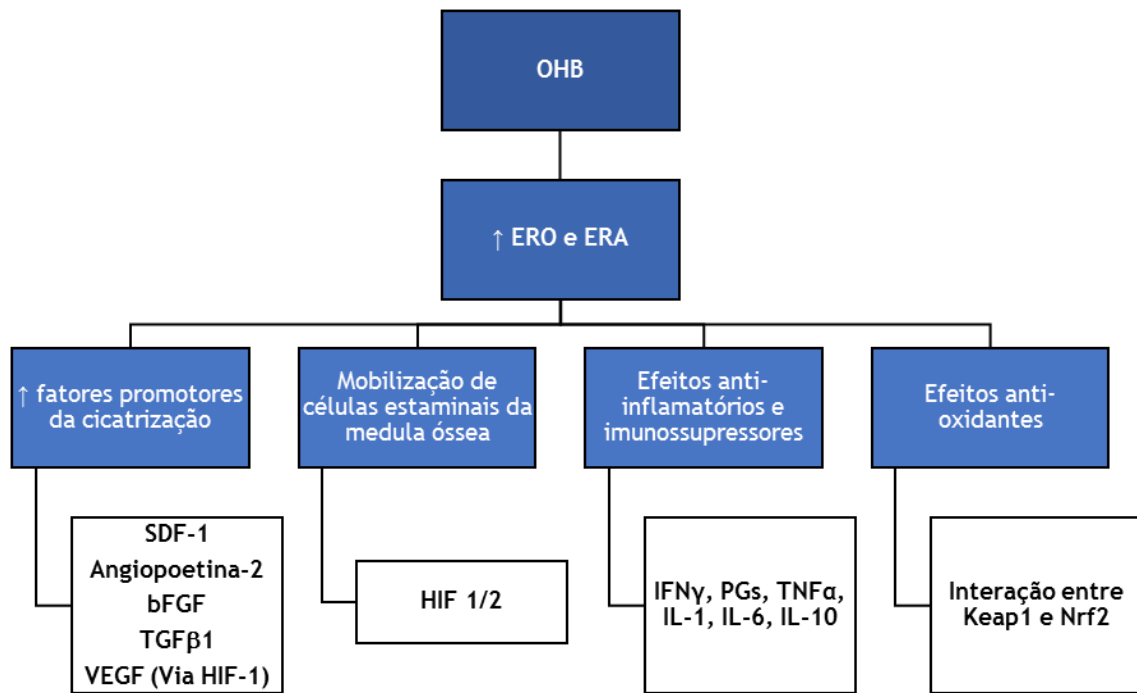 OHB
↑ ERO e ERA
↑ fatores promotores
da cicatrização
Mobilização de
células estaminais da
medula óssea
Efeitos anti-
inflamatórios e
imunossupressores
Efeitos anti-
oxidantes
SDF-1
Angiopoetina-2
bFGF
TGFβ1
VEGF (Via HIF-1)
HIF 1/2
IFNγ, PGs, TNFα,
IL-1, IL-6, IL-10
Interação entre
Keap1 e Nrf2